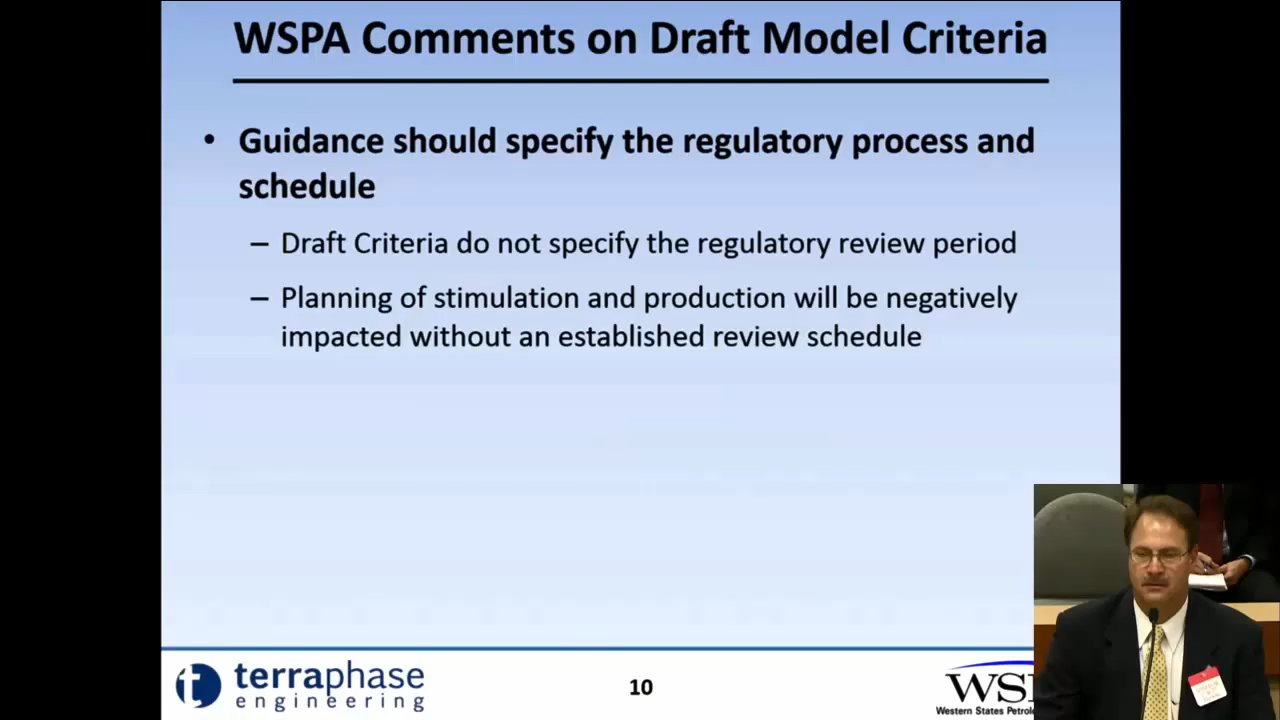 WSPA Comments on Draft Model Criteria
• Guidance should specify the regulatory process and
schedule
– Draft Criteria do not specify the regulatory review period
– Planning of stimulation and production will be negatively
impacted without an established review schedule
terraphase
engineering
10
Western States